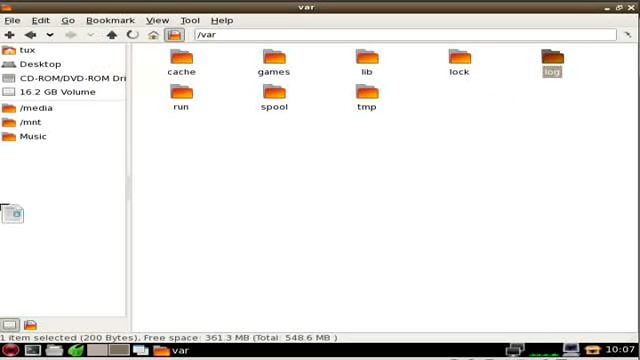 var
File Edit Go Bookmark View Tool Help
/var
tux
Desktop
CD-ROM/DVD-ROM Dri
16.2 GB Volume
/media
/mnt
Music
cache games lib lock log
run spool tmp
1 item selected (200 Bytes), Free space: 361.3 MB (Total: 548.6 MB)
var 10:07